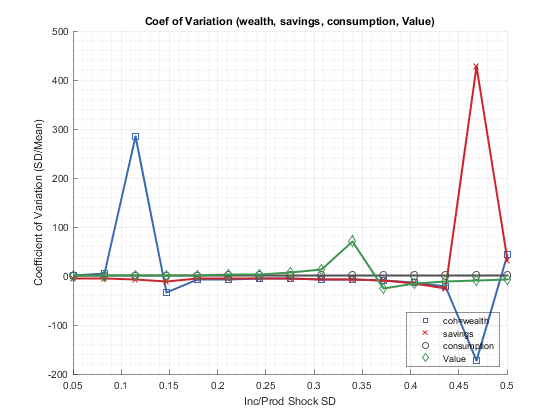 Coef of Variation (wealth, savings, consumption, Value)
500
400
300
200
100
0
-100
-200
Coefficient of Variation (SD/Mean)
0.05
0.1
0.15
0.2
0.25
0.3
0.35
0.4
0.45
0.5
Inc/Prod Shock SD
coh=wealth
savings
consumption
Value